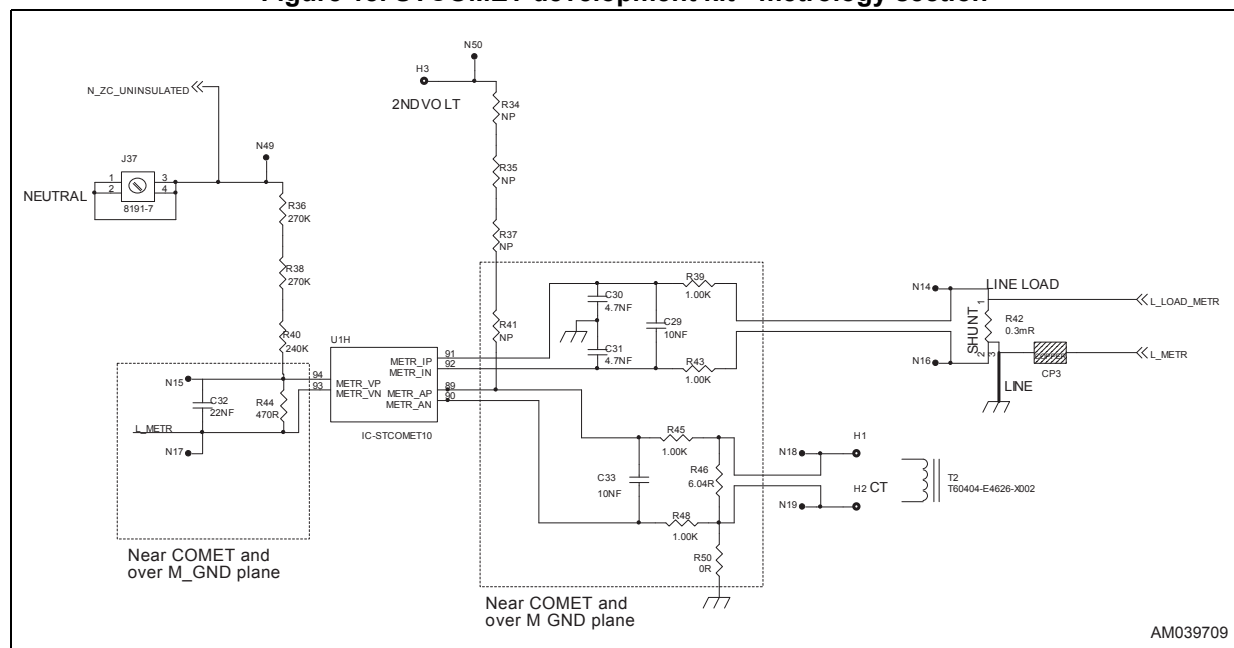 Figure 18. STCOMET development kit - metrology section
N50
H3
2NDVOLT
N_ZC_UNINSULATED
R34
NP
N49
J37
1
2
3
4
8191-7
NEUTRAL
R35
NP
R36
270K
R37
NP
R38
270K
R39
1.00K
N14
LINE LOAD
L_LOAD_METR
C30
4.7NF
C29
10NF
1
R42
0.3mR
SHUNT
R40
240K
R41
NP
C31
4.7NF
R43
1.00K
N16
2
3
L_METR
CP3
LINE
U1H
METR_IP
METR_IN
METR_VP
METR_VN
METR_AP
METR_AN
91
92
94
93
89
90
IC-STCOMET10
N15
C32
22NF
R44
470R
L_METR
N17
R45
1.00K
C33
10NF
R46
6.04R
N18
H1
H2
CT
T2
T60404-E4626-X002
N19
R48
1.00K
R50
0R
Near COMET and
over M_GND plane
Near COMET and
over M GND plane
AM039709